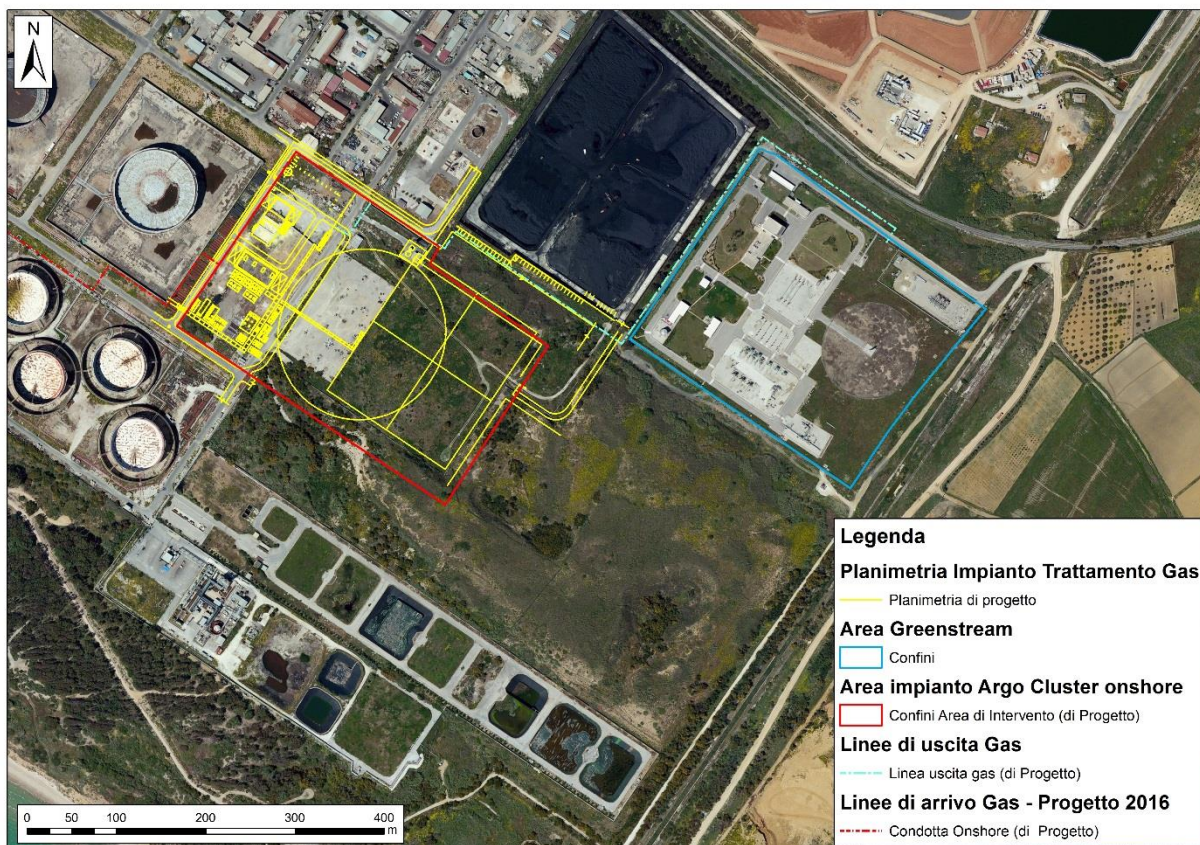 N
Legenda
Planimetria Impianto Trattamento Gas
Planimetria di progetto
Area Greenstream
Confini
Area impianto Argo Cluster onshore
Confini Area di Intervento (di Progetto)
Linee di uscita Gas
Linea uscita gas (di Progetto)
Linee di arrivo Gas - Progetto 2016
Condotta Onshore (di Progetto)
0 50 100 200 300 400
m